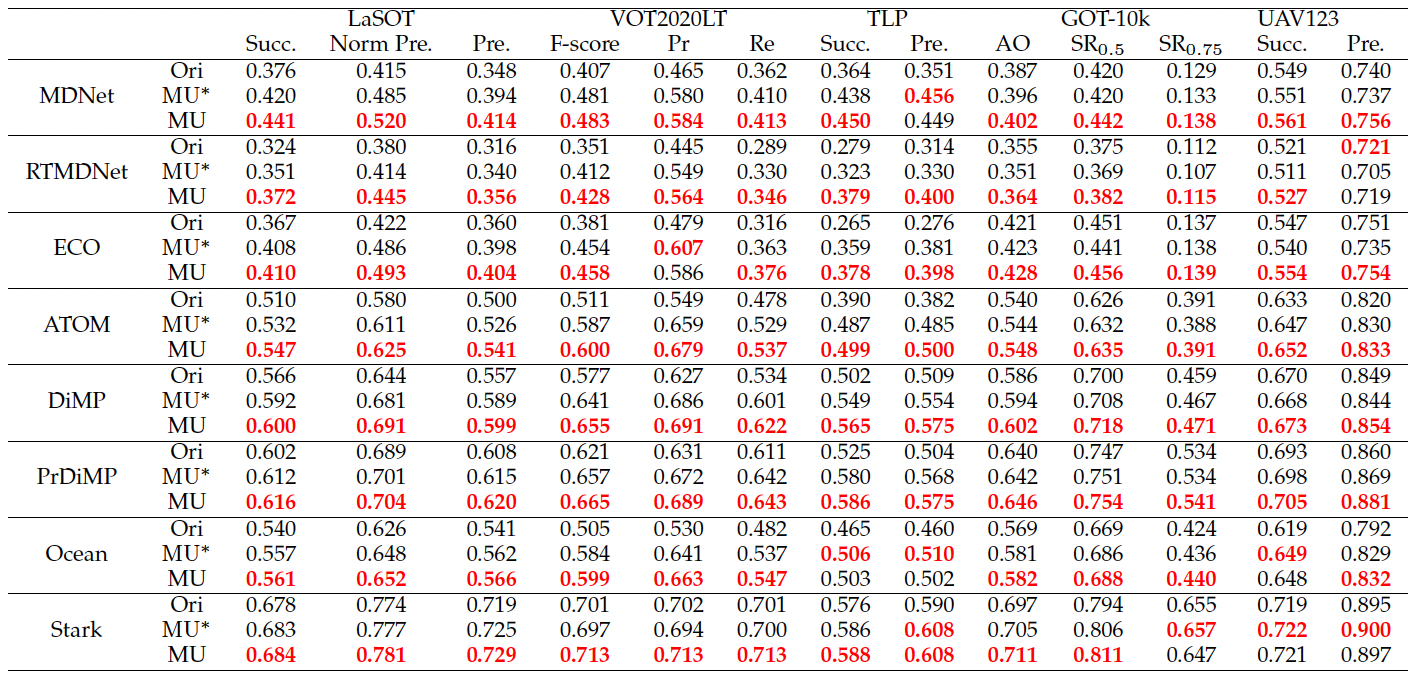 LaSOT VOT2020LT TLP GOT-10k UAV123
Succ. Norm Pre. Pre. F-score Pr Re Succ. Pre. AO SR0.5 SR0.75 Succ. Pre.
Ori 0.376 0.415 0.348 0.407 0.465 0.362 0.364 0.351 0.387 0.420 0.129 0.549 0.740
MDNet MU* 0.420 0.485 0.394 0.481 0.580 0.410 0.438 0.456 0.396 0.420 0.133 0.551 0.737
MU 0.441 0.520 0.414 0.483 0.584 0.413 0.450 0.449 0.402 0.442 0.138 0.561 0.756
Ori 0.324 0.380 0.316 0.351 0.445 0.289 0.279 0.314 0.355 0.375 0.112 0.521 0.721
RTMDNet MU* 0.351 0.414 0.340 0.412 0.549 0.330 0.323 0.330 0.351 0.369 0.107 0.511 0.705
MU 0.372 0.445 0.356 0.428 0.564 0.346 0.379 0.400 0.364 0.382 0.115 0.527 0.719
Ori 0.367 0.422 0.360 0.381 0.479 0.316 0.265 0.276 0.421 0.451 0.137 0.547 0.751
ECO MU* 0.408 0.486 0.398 0.454 0.607 0.363 0.359 0.381 0.423 0.441 0.138 0.540 0.735
MU 0.410 0.493 0.404 0.458 0.586 0.376 0.378 0.398 0.428 0.456 0.139 0.554 0.754
Ori 0.510 0.580 0.500 0.511 0.549 0.478 0.390 0.382 0.540 0.626 0.391 0.633 0.820
ATOM MU* 0.532 0.611 0.526 0.587 0.659 0.529 0.487 0.485 0.544 0.632 0.388 0.647 0.830
MU 0.547 0.625 0.541 0.600 0.679 0.537 0.499 0.500 0.548 0.635 0.391 0.652 0.833
Ori 0.566 0.644 0.557 0.577 0.627 0.534 0.502 0.509 0.586 0.700 0.459 0.670 0.849
DiMP MU* 0.592 0.681 0.589 0.641 0.686 0.601 0.549 0.554 0.594 0.708 0.467 0.668 0.844
MU 0.600 0.691 0.599 0.655 0.691 0.622 0.565 0.575 0.602 0.718 0.471 0.673 0.854
Ori 0.602 0.689 0.608 0.621 0.631 0.611 0.525 0.504 0.640 0.747 0.534 0.693 0.860
PrDiMP MU* 0.612 0.701 0.615 0.657 0.672 0.642 0.580 0.568 0.642 0.751 0.534 0.698 0.869
MU 0.616 0.704 0.620 0.665 0.689 0.643 0.586 0.575 0.646 0.754 0.541 0.705 0.881
Ori 0.540 0.626 0.541 0.505 0.530 0.482 0.465 0.460 0.569 0.669 0.424 0.619 0.792
Ocean MU* 0.557 0.648 0.562 0.584 0.641 0.537 0.506 0.510 0.581 0.686 0.436 0.649 0.829
MU 0.561 0.652 0.566 0.599 0.663 0.547 0.503 0.502 0.582 0.688 0.440 0.648 0.832
Ori 0.678 0.774 0.719 0.701 0.702 0.701 0.576 0.590 0.697 0.794 0.655 0.719 0.895
Stark MU* 0.683 0.777 0.725 0.697 0.694 0.700 0.586 0.608 0.705 0.806 0.657 0.722 0.900
MU 0.684 0.781 0.729 0.713 0.713 0.713 0.588 0.608 0.711 0.811 0.647 0.721 0.897